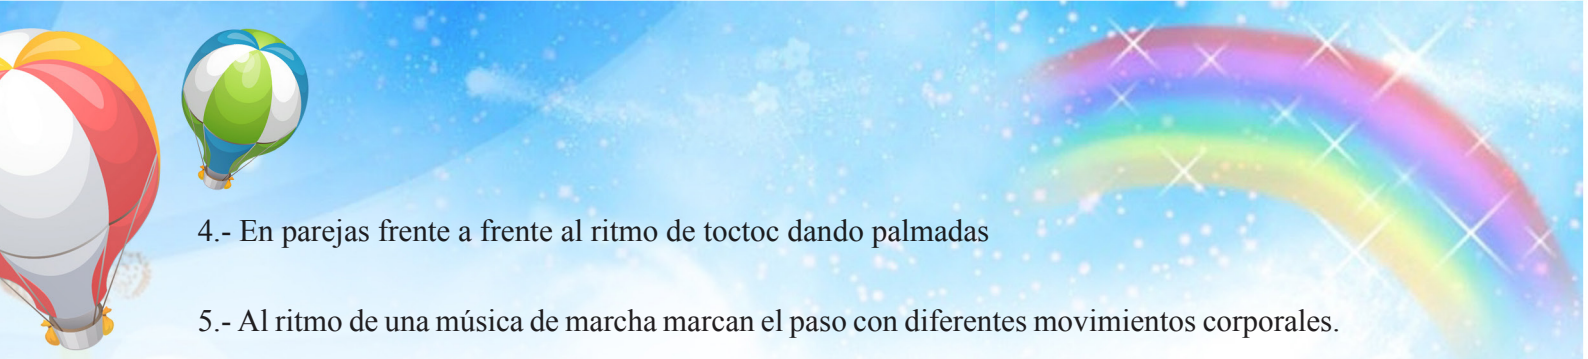 4.- En parejas frente a frente al ritmo de toctoc dando palmadas
5.- Al ritmo de una música de marcha marcan el paso con diferentes movimientos corporales.